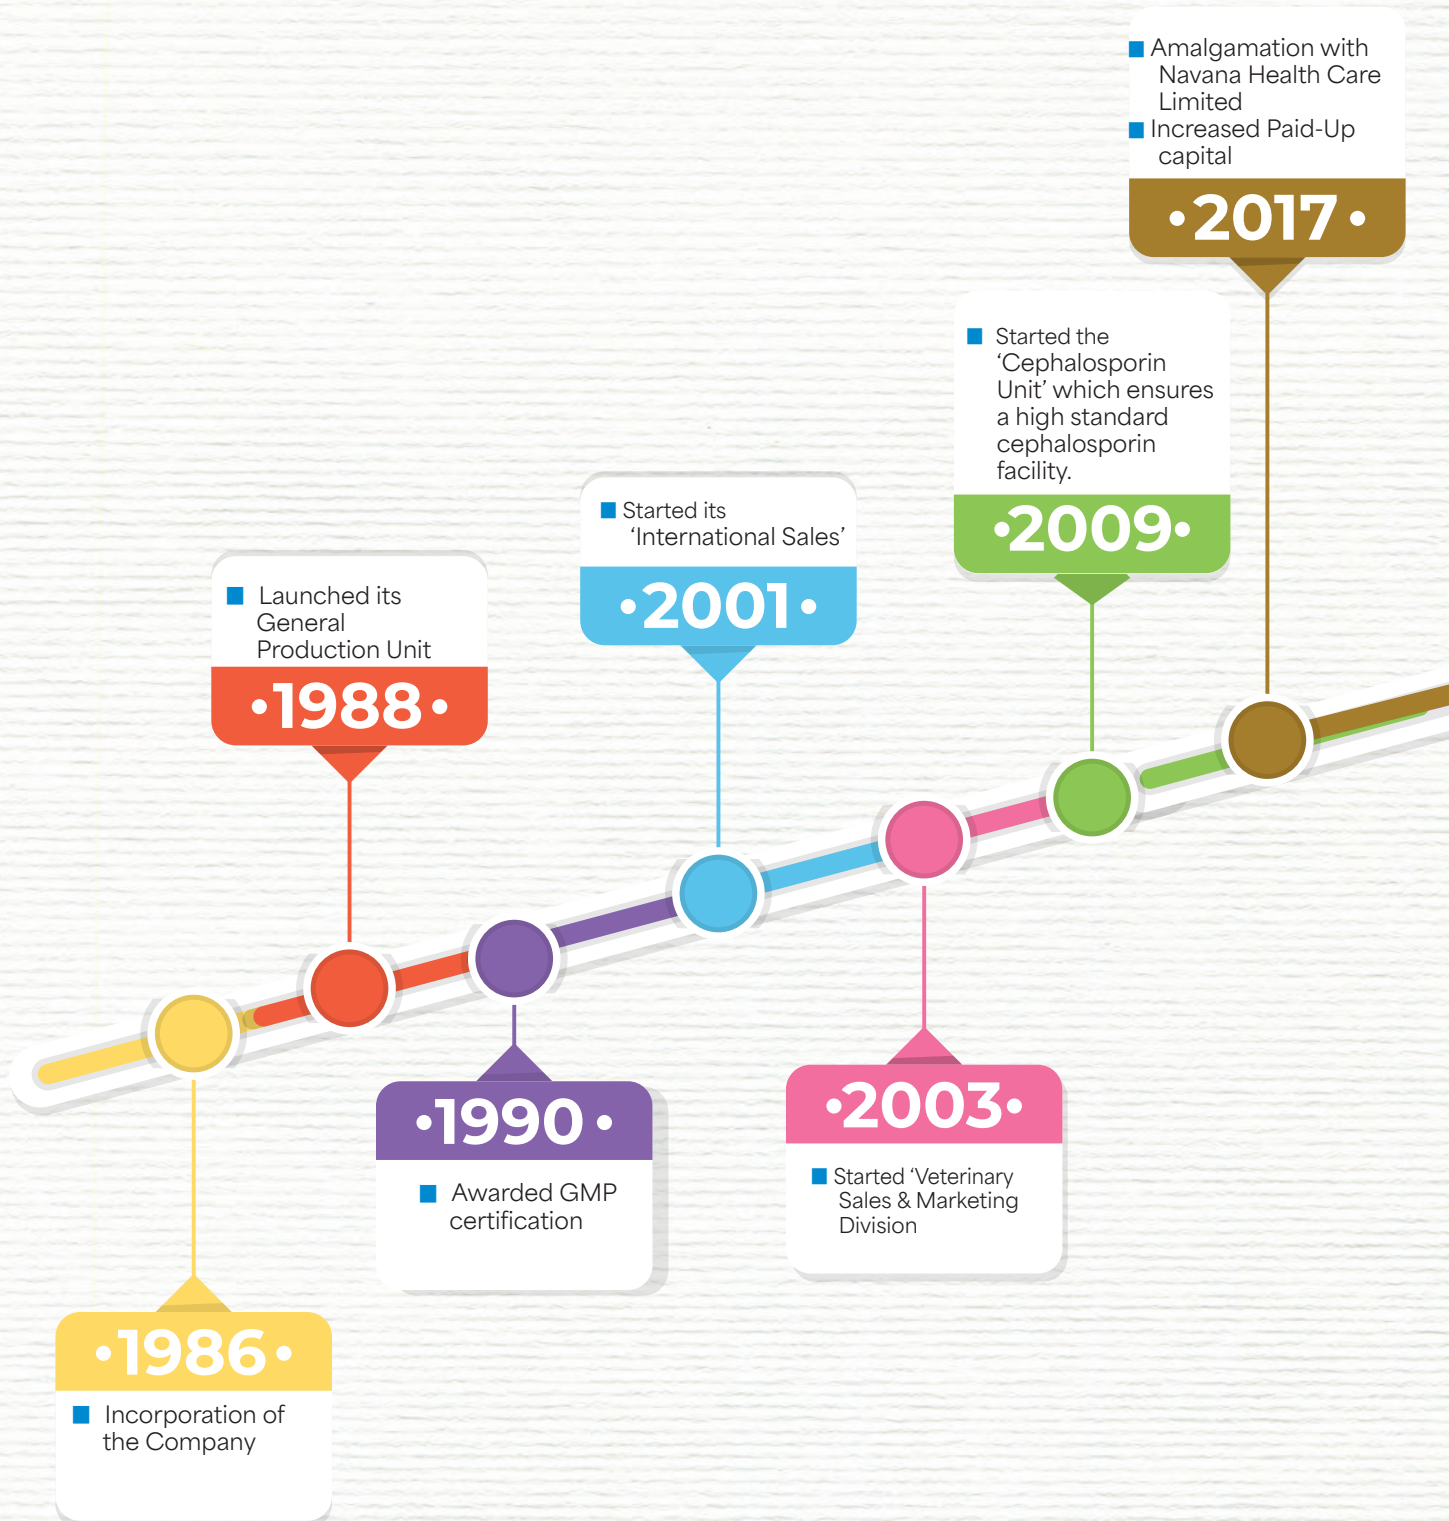 ■ Amalgamation with
Navana Health Care
Limited
■ Increased Paid-Up
capital
•2017•
■ Started the
‘Cephalosporin
Unit’ which ensures
a high standard
cephalosporin
facility.
•2009•
■ Started its
‘International Sales’
•2001•
■ Launched its
General
Production Unit
•1988•
•1990•
■ Awarded GMP
certification
•2003•
■ Started ‘Veterinary
Sales & Marketing
Division
•1986•
■ Incorporation of
the Company